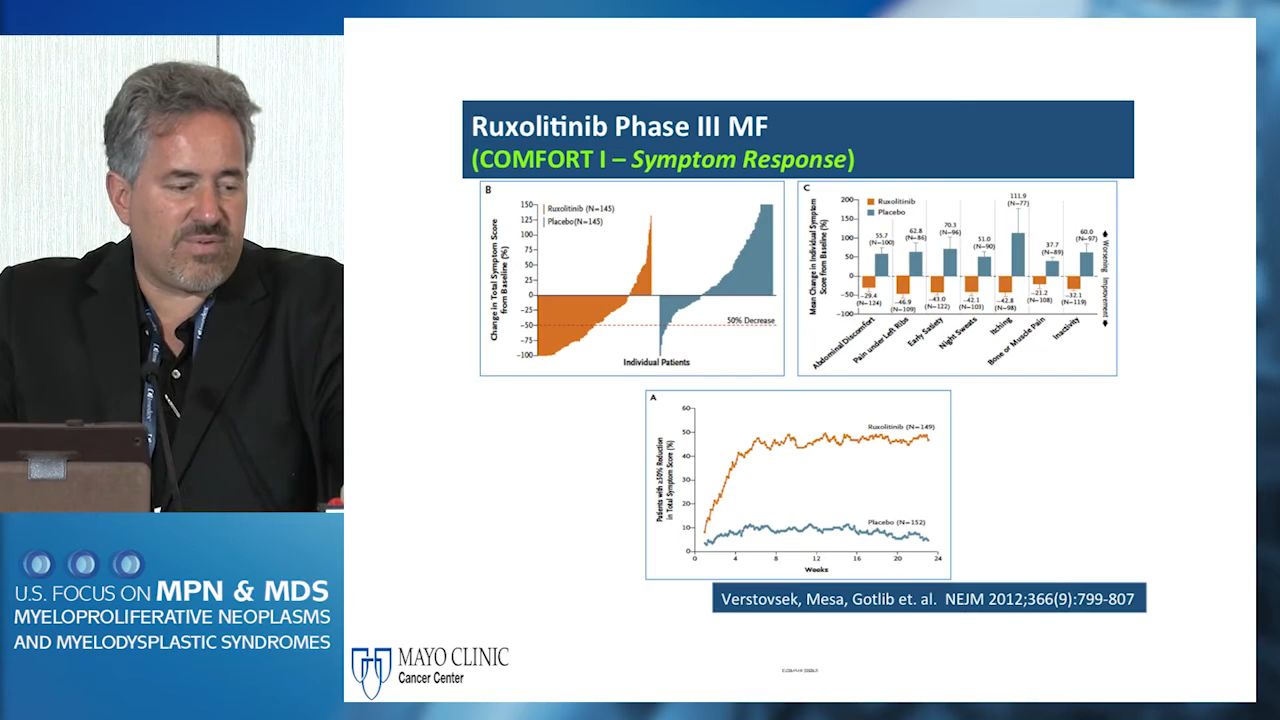 Ruxolitinib Phase III MF
(COMFORT I – Symptom Response)
B
Change in Total Symptom Score
from Baseline (%)
150
125
100
75
50
25
0
−50
−75
−100
Ruxolitinib (N=145)
Placebo(N=145)
50% Decrease
Individual Patients
C
Mean Change in Individual Symptom
Score from Baseline (%)
200
150
100
50
0
−50
−100
Ruxolitinib
Placebo
55.7
(N=100)
62.8
(N=86)
70.3
(N=96)
51.0
(N=90)
111.9
(N=77)
37.7
(N=89)
60.0
(N=97)
−29.4
(N=124)
−46.9
(N=109)
−43.0
(N=122)
−42.1
(N=103)
−42.8
(N=98)
−21.2
(N=108)
−32.1
(N=119)
Worsening
Improvement
Abdominal Discomfort
Pain under Left Ribs
Early Satiety
Night Sweats
Itching
Bone or Muscle Pain
Inactivity
A
Patients with ≥50% Reduction
in Total Symptom Score (%)
60
50
40
30
20
10
0
Ruxolitinib (N=149)
Placebo (N=152)
0 4 8 12 16 20 24
Weeks
Verstovsek, Mesa, Gotlib et. al. NEJM 2012;366(9):799-807
MAYO CLINIC
Cancer Center
U.S. FOCUS ON MPN & MDS
MYELOPROLIFERATIVE NEOPLASMS
AND MYELODYSPLASTIC SYNDROMES